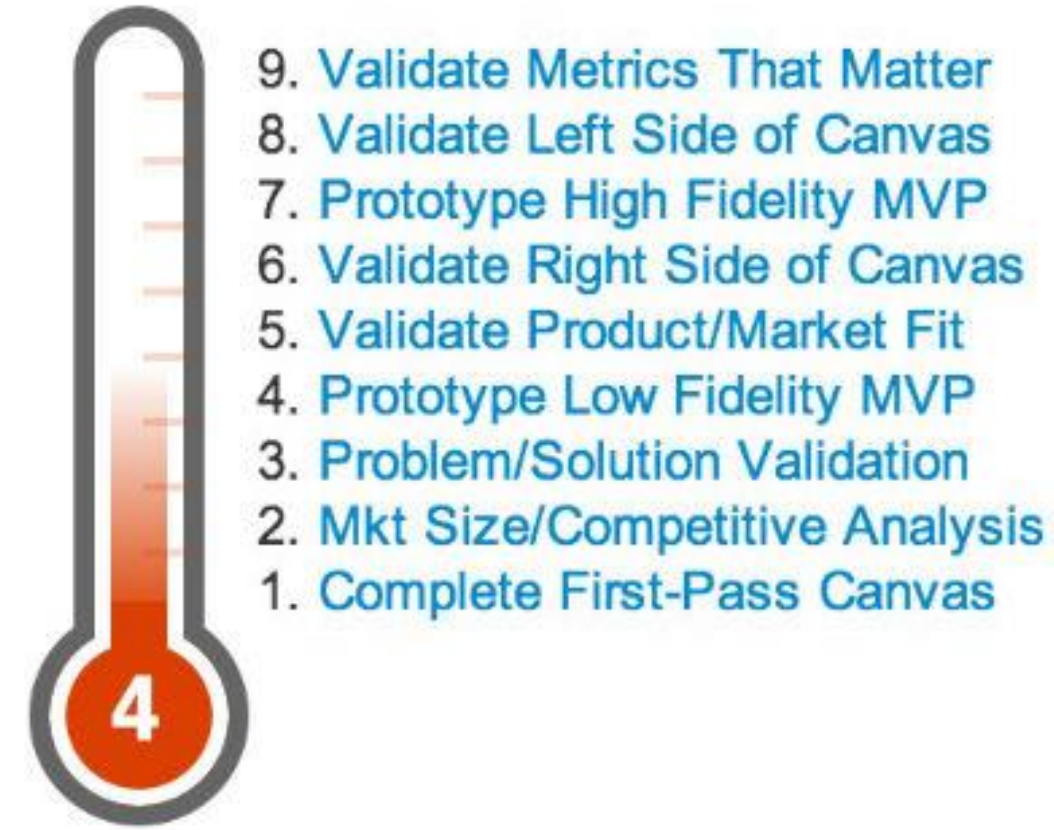 9. Validate Metrics That Matter
8. Validate Left Side of Canvas
7. Prototype High Fidelity MVP
6. Validate Right Side of Canvas
5. Validate Product/Market Fit
4. Prototype Low Fidelity MVP
3. Problem/Solution Validation
2. Mkt Size/Competitive Analysis
1. Complete First-Pass Canvas
4